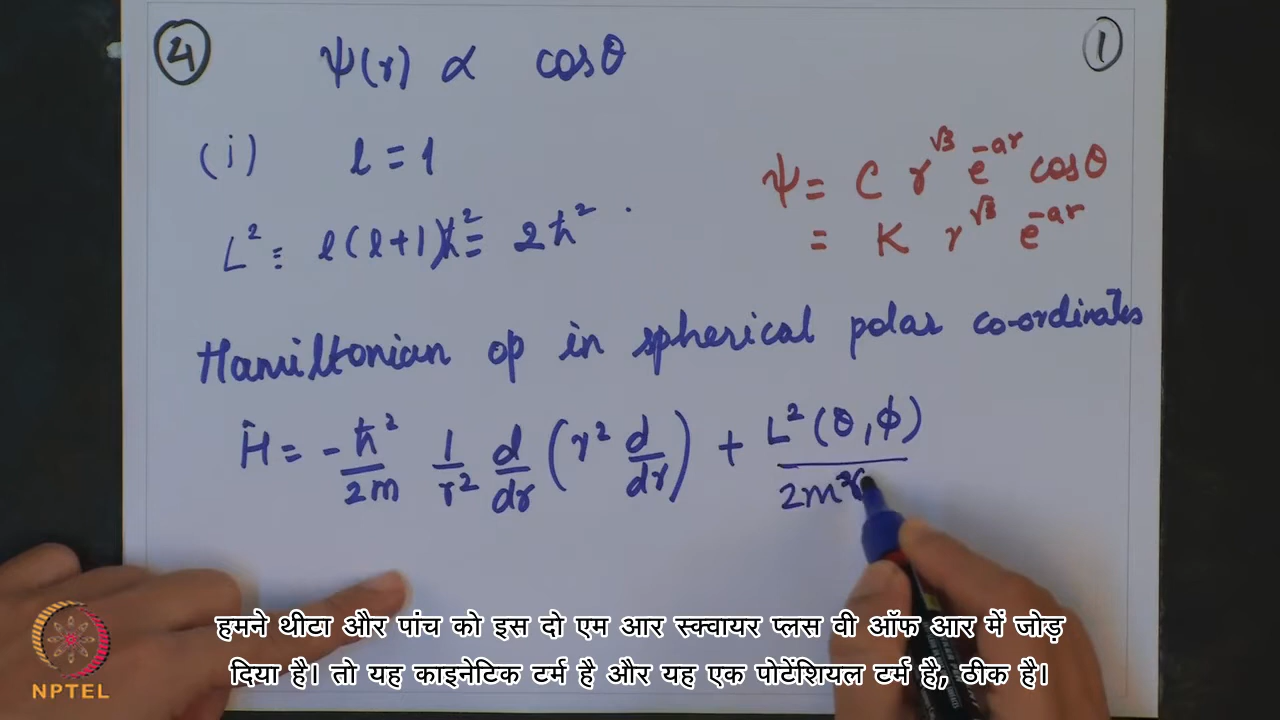 4 ψ(r) α cosθ 1
(i) l = 1
ψ = C r^√3 e^-ar cosθ
L² = l(l+1)ħ² = 2ħ² .
= K r^√3 e^-ar
Hamiltonian op in spherical polar co-ordinates
Ĥ = -ħ²/2m 1/r² d/dr (r² d/dr) + L²(θ,φ)/
हमने थीटा और पांच को इस दो एम आर स्क्वायर प्लस वी ऑफ आर में जोड़
दिया है। तो यह काइनेटिक टर्म है और यह एक पोटेंशियल टर्म है, ठीक है।
NPTEL